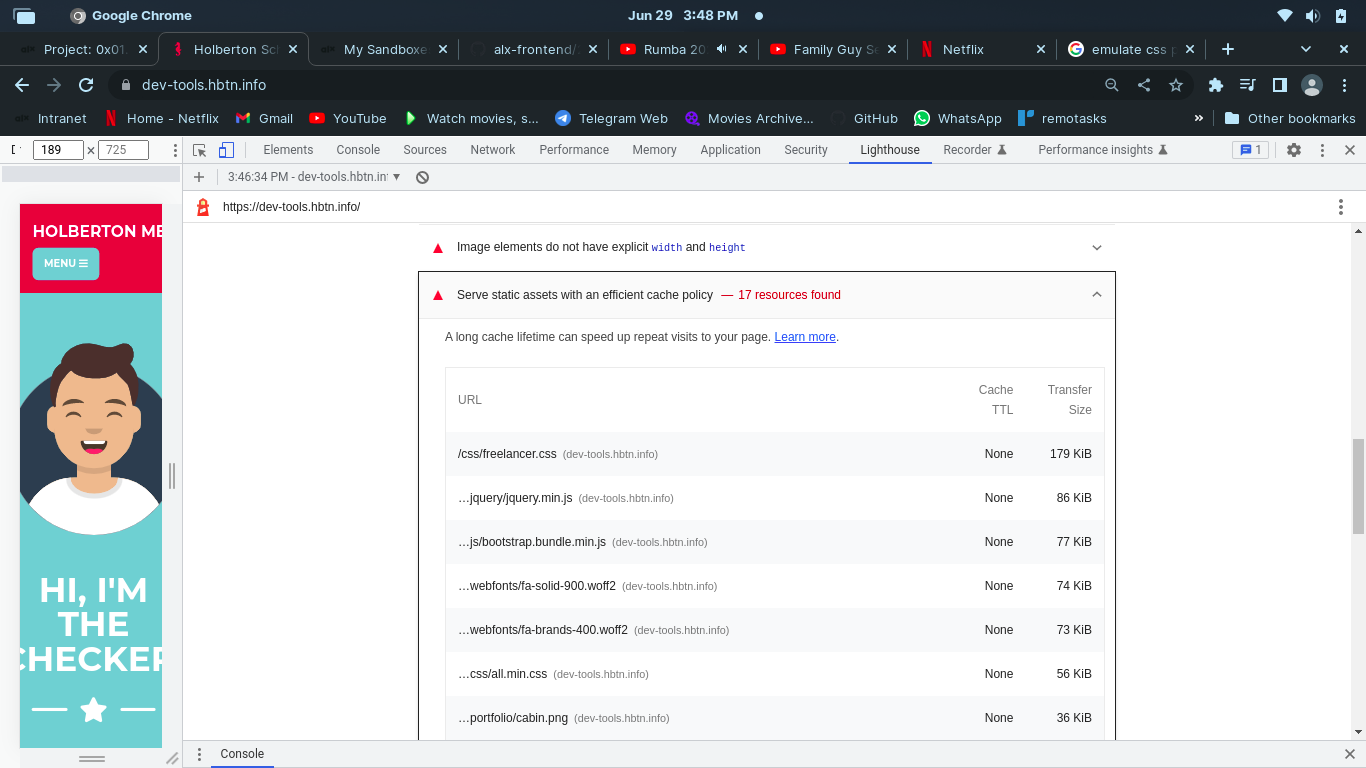 Google Chrome
Jun 29 3:48 PM
Project: 0x01
Holberton Sc
My Sandboxe
alx-frontend/
Rumba 20
Family Guy Se
Netflix
emulate css p
dev-tools.hbtn.info
Intranet
Home - Netflix
Gmail
YouTube
Watch movies, s...
Telegram Web
Movies Archive...
GitHub
WhatsApp
remotasks
»
Other bookmarks
189 × 725
Elements Console Sources Network Performance Memory Application Security Lighthouse Recorder Performance insights 1
3:46:34 PM - dev-tools.hbtn.in
https://dev-tools.hbtn.info/
HOLBERTON ME
MENU
HI, I'M
THE
CHECKER
Image elements do not have explicit width and height
Serve static assets with an efficient cache policy — 17 resources found
A long cache lifetime can speed up repeat visits to your page. Learn more.
URL Cache TTL Transfer Size
/css/freelancer.css (dev-tools.hbtn.info) None 179 KiB
…jquery/jquery.min.js (dev-tools.hbtn.info) None 86 KiB
…js/bootstrap.bundle.min.js (dev-tools.hbtn.info) None 77 KiB
…webfonts/fa-solid-900.woff2 (dev-tools.hbtn.info) None 74 KiB
…webfonts/fa-brands-400.woff2 (dev-tools.hbtn.info) None 73 KiB
…css/all.min.css (dev-tools.hbtn.info) None 56 KiB
…portfolio/cabin.png (dev-tools.hbtn.info) None 36 KiB
Console